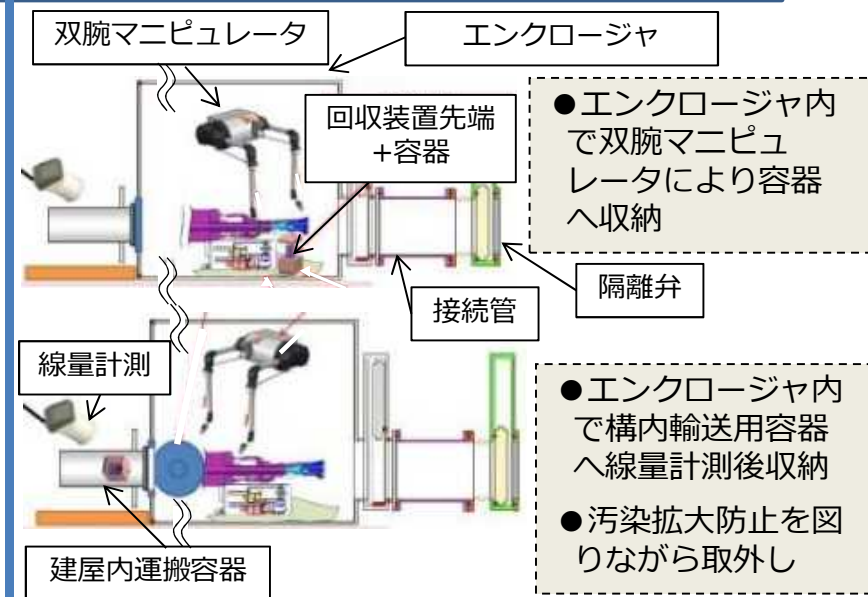 双腕マニピュレータ
エンクロージャ
回収装置先端
+容器
●エンクロージャ内
で双腕マニピュ
レータにより容器
へ収納
隔離弁
接続管
線量計測
●エンクロージャ内
で構内輸送用容器
へ線量計測後収納
●汚染拡大防止を図
りながら取外し
建屋内運搬容器